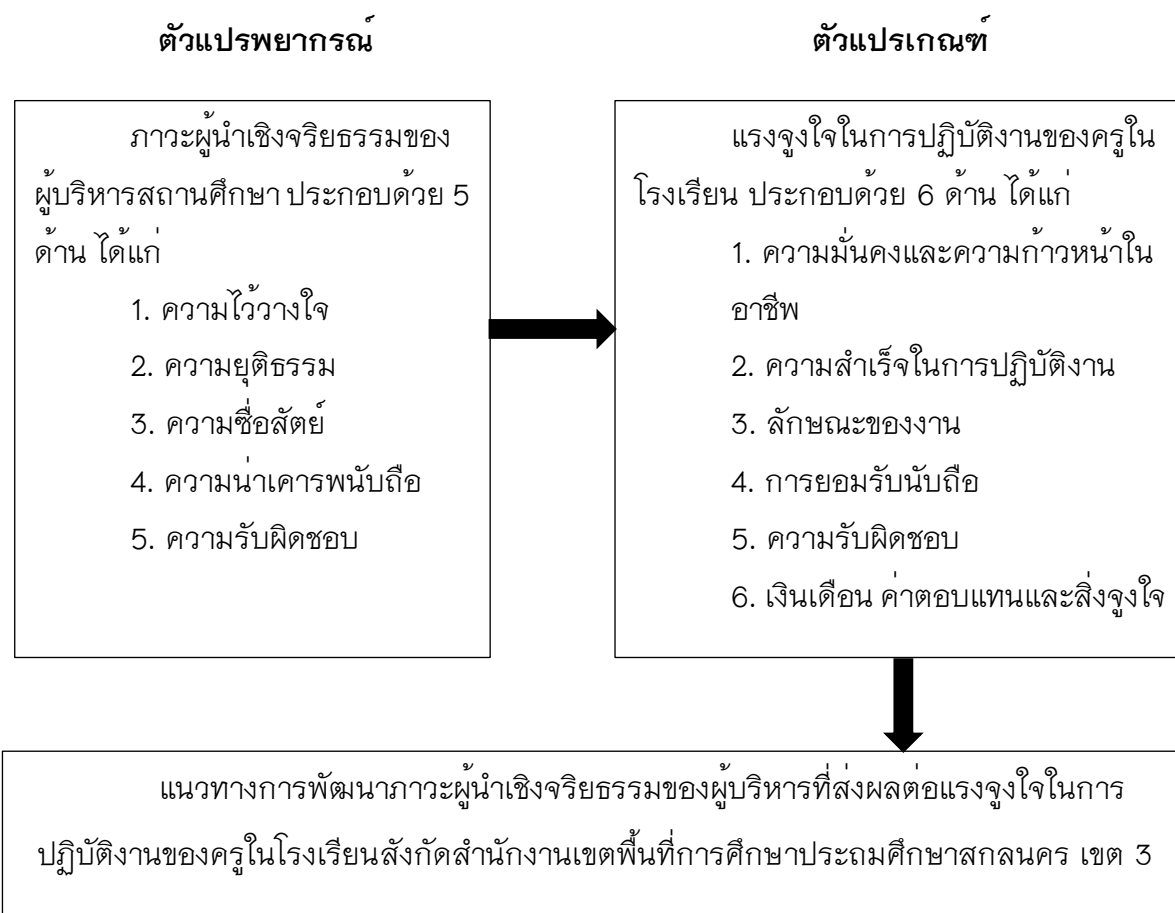 ตัวแปรพยากรณ์
ตัวแปรเกณฑ์
ภาวะผู้นำเชิงจริยธรรมของ
ผู้บริหารสถานศึกษา ประกอบด้วย 5
ด้าน ได้แก่
1. ความไว้วางใจ
2. ความยุติธรรม
3. ความซื่อสัตย์
4. ความน่าเคารพนับถือ
5. ความรับผิดชอบ
แรงจูงใจในการปฏิบัติงานของครูใน
โรงเรียน ประกอบด้วย 6 ด้าน ได้แก่
1. ความมั่นคงและความก้าวหน้าใน
อาชีพ
2. ความสำเร็จในการปฏิบัติงาน
3. ลักษณะของงาน
4. การยอมรับนับถือ
5. ความรับผิดชอบ
6. เงินเดือน ค่าตอบแทนและสิ่งจูงใจ
แนวทางการพัฒนาภาวะผู้นำเชิงจริยธรรมของผู้บริหารที่ส่งผลต่อแรงจูงใจในการ
ปฏิบัติงานของครูในโรงเรียนสังกัดสำนักงานเขตพื้นที่การศึกษาประถมศึกษาสกลนคร เขต 3